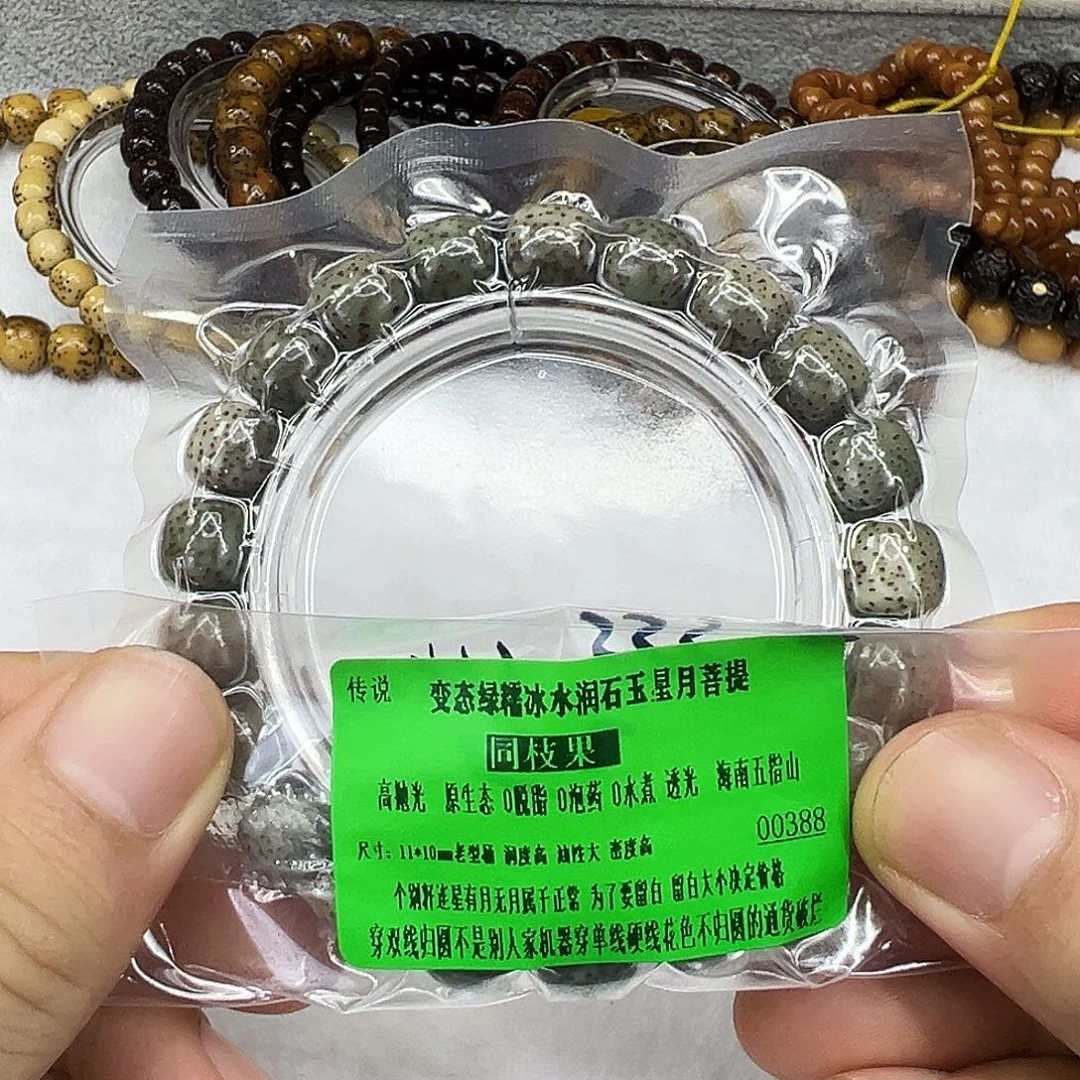 传说 变态绿糯冰水润石玉星月菩提
同枝果
高抛光 原生态 0脱脂 0泡药 0水煮 透光 海南五指山
00388
尺寸：11*10mm老型桶 润度高 油性大 密度高
个别籽连星有月无月属于正常 为了要留白 留白大小决定价格
穿双线归圆不是别人家机器穿单线硬线花色不归圆的通货破烂